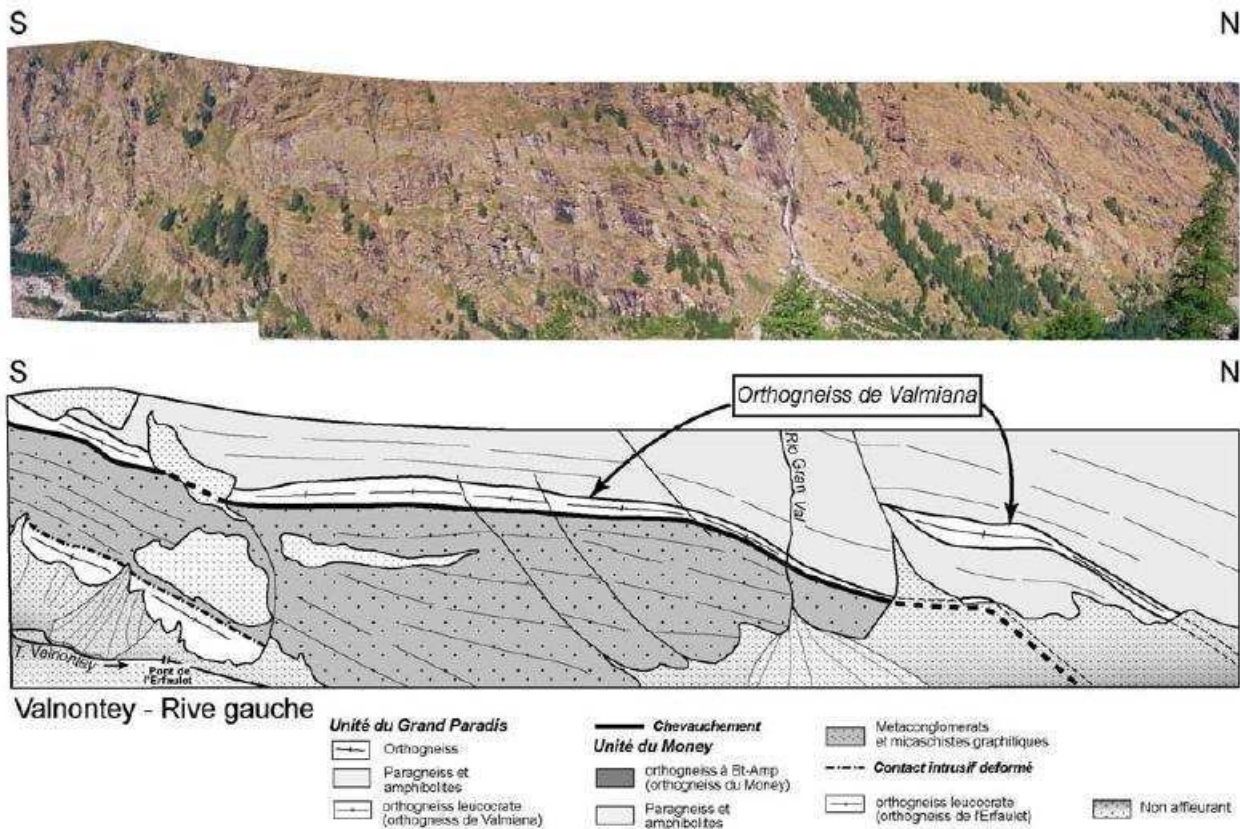 S N
S N
Orthogneiss de Valmiana
Rio Gran Val
T. Valnontey
Pont de
l'Erfaulet
Valnontey - Rive gauche
Unité du Grand Paradis
Orthogneiss
Paragneiss et
amphibolites
orthogneiss leucocrate
(orthogneiss de Valmiana)
Chevauchement
Unité du Money
orthogneiss à Bt-Amp
(orthogneiss du Money)
Paragneiss et
amphibolites
Metaconglomerats
et micaschistes graphitiques
Contact intrusif deformé
orthogneiss leucocrate
(orthogneiss de l'Erfaulet)
Non affleurant